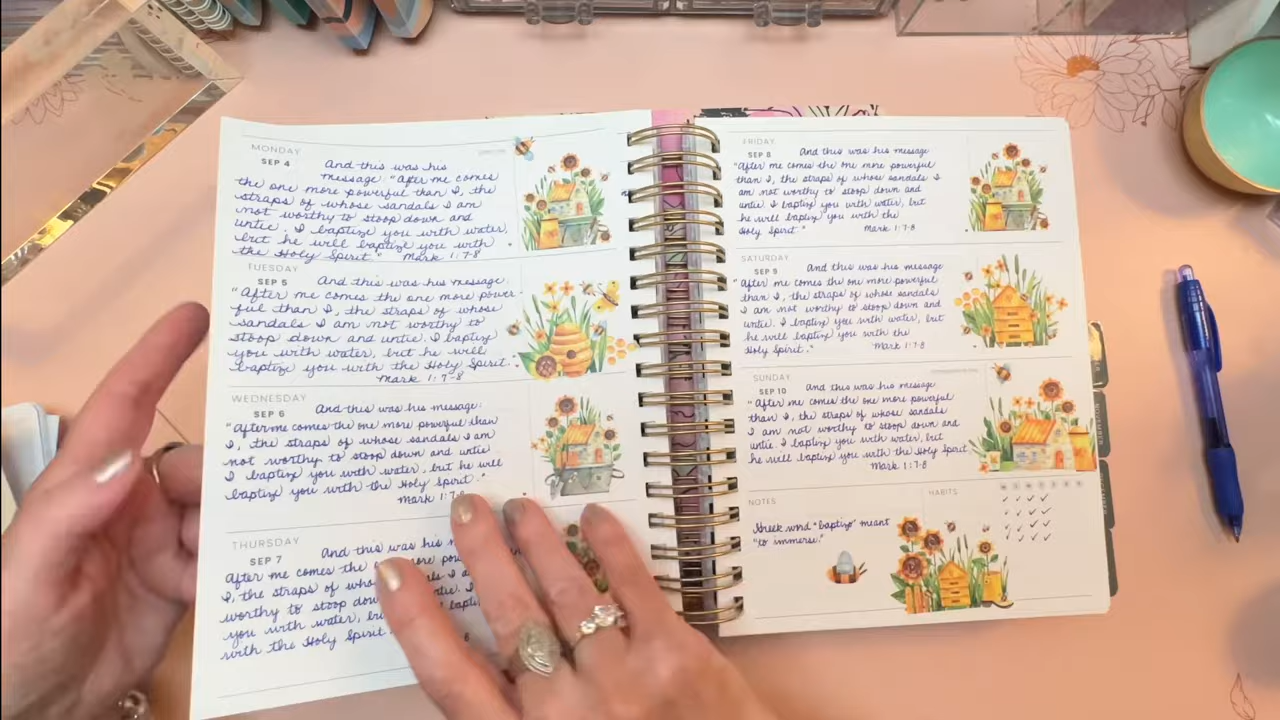 MONDAY
SEP 4
And this was his
message: "After me comes
the one more powerful than I, the
straps of whose sandals I am
not worthy to stoop down and
untie. I baptize you with water,
but he will baptize you with
the Holy Spirit." Mark 1:7-8
TUESDAY
SEP 5
And this was his message:
"After me comes the one more power-
ful than I, the straps of whose
sandals I am not worthy to
stoop down and untie. I baptize
you with water, but he will
baptize you with the Holy Spirit."
Mark 1:7-8
WEDNESDAY
SEP 6
And this was his message:
"After me comes the one more powerful than
I, the straps of whose sandals I am
not worthy to stoop down and untie
I baptize you with water, but he will
baptize you with the Holy Spirit."
Mark 1:7-8
THURSDAY
SEP 7
And this was his
After me comes the
I, the straps of
worthy to stoop down
you with water,
with the Holy Spirit
FRIDAY
SEP 8
And this was his message
"After me comes the one more powerful
than I, the straps of whose sandals I
am not worthy to stoop down and
untie. I baptize you with water, but
he will baptize you with the
Holy Spirit." Mark 1:7-8
SATURDAY
SEP 9
And this was his message
"After me comes the one more powerful
than I, the straps of whose sandals
I am not worthy to stoop down and
untie. I baptize you with water, but
he will baptize you with the
Holy Spirit." Mark 1:7-8
SUNDAY
SEP 10
And this was his message:
"After me comes the one more powerful
than I, the straps of whose sandals
I am not worthy to stoop down and
untie. I baptize you with water, but
he will baptize you with the Holy Spirit."
Mark 1:7-8
NOTES
Greek word "baptizo" meant
"to immerse."
HABITS
M T W T F S S